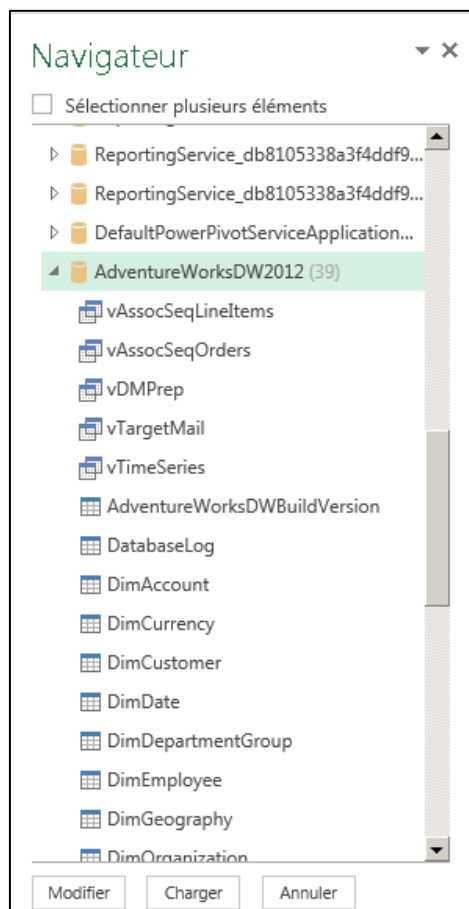 Navigateur
Sélectionner plusieurs éléments
ReportingService_db8105338a3f4ddf9...
ReportingService_db8105338a3f4ddf9...
DefaultPowerPivotServiceApplication...
AdventureWorksDW2012 (39)
vAssocSeqLineItems
vAssocSeqOrders
vDMPrep
vTargetMail
vTimeSeries
AdventureWorksDWBuildVersion
DatabaseLog
DimAccount
DimCurrency
DimCustomer
DimDate
DimDepartmentGroup
DimEmployee
DimGeography
DimOrganization
Modifier Charger Annuler